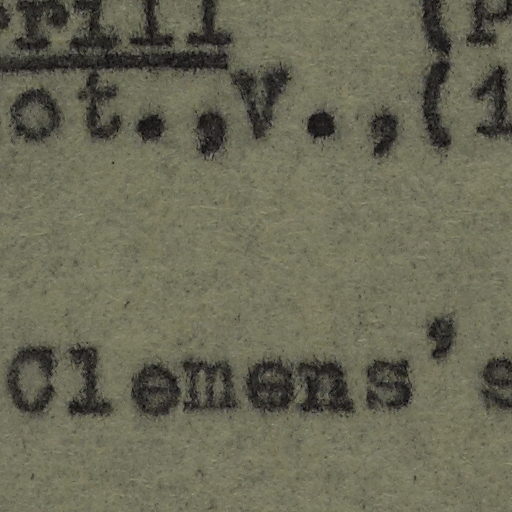 rill
ot.,v.,(1
Clemens's